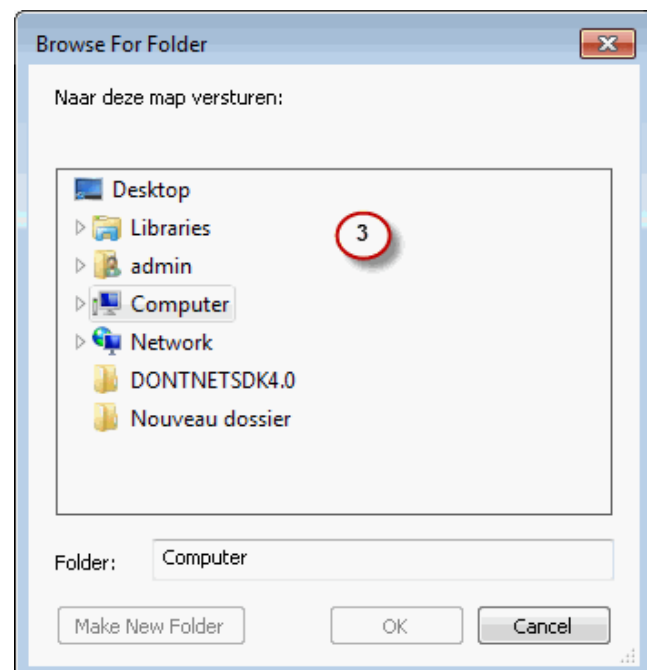 Browse For Folder
Naar deze map versturen:
Desktop
Libraries
3
admin
Computer
Network
DONTNETSDK4.0
Nouveau dossier
Folder: Computer
Make New Folder OK Cancel